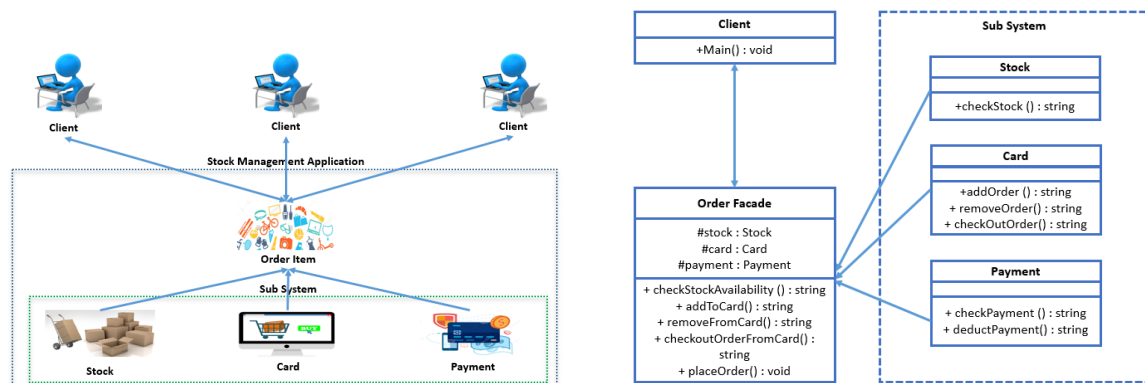 Client
Client
Client
Stock Management Application
Order Item
Sub System
Stock
Card
Payment
Client
+Main() : void
Order Facade
#stock : Stock
#card : Card
#payment : Payment
+ checkStockAvailability () : string
+ addToCard() : string
+ removeFromCard() : string
+ checkoutOrderFromCard() :
string
+ placeOrder() : void
Sub System
Stock
+checkStock () : string
Card
+addOrder () : string
+ removeOrder() : string
+ checkOutOrder() : string
Payment
+ checkPayment () : string
+ deductPayment() : string